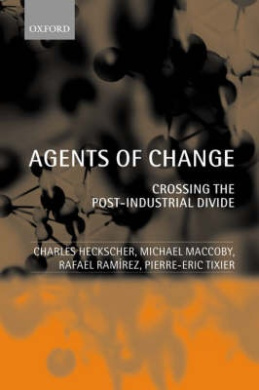 OXFORD
AGENTS OF CHANGE
CROSSING THE
POST-INDUSTRIAL DIVIDE
CHARLES HECKSCHER, MICHAEL MACCOBY,
RAFAEL RAMÍREZ, PIERRE-ERIC TIXIER